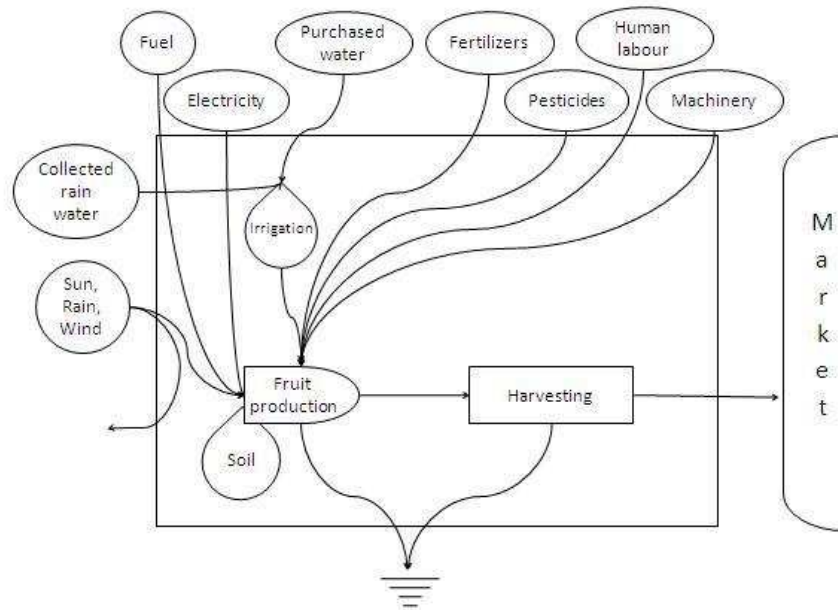 Fuel
Purchased
water
Fertilizers
Human
labour
Electricity
Pesticides
Machinery
Collected
rain
water
Irrigation
Sun,
Rain,
Wind
Fruit
production
Harvesting
Soil
M
a
r
k
e
t